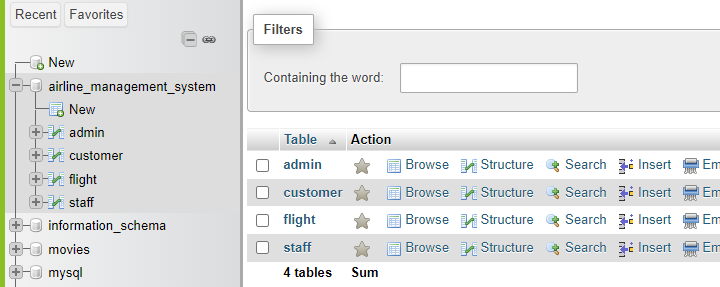 Recent Favorites
New
airline_management_system
New
admin
customer
flight
staff
information_schema
movies
mysql
Filters
Containing the word:
Table Action
admin Browse Structure Search Insert Em
customer Browse Structure Search Insert Em
flight Browse Structure Search Insert Em
staff Browse Structure Search Insert Em
4 tables Sum